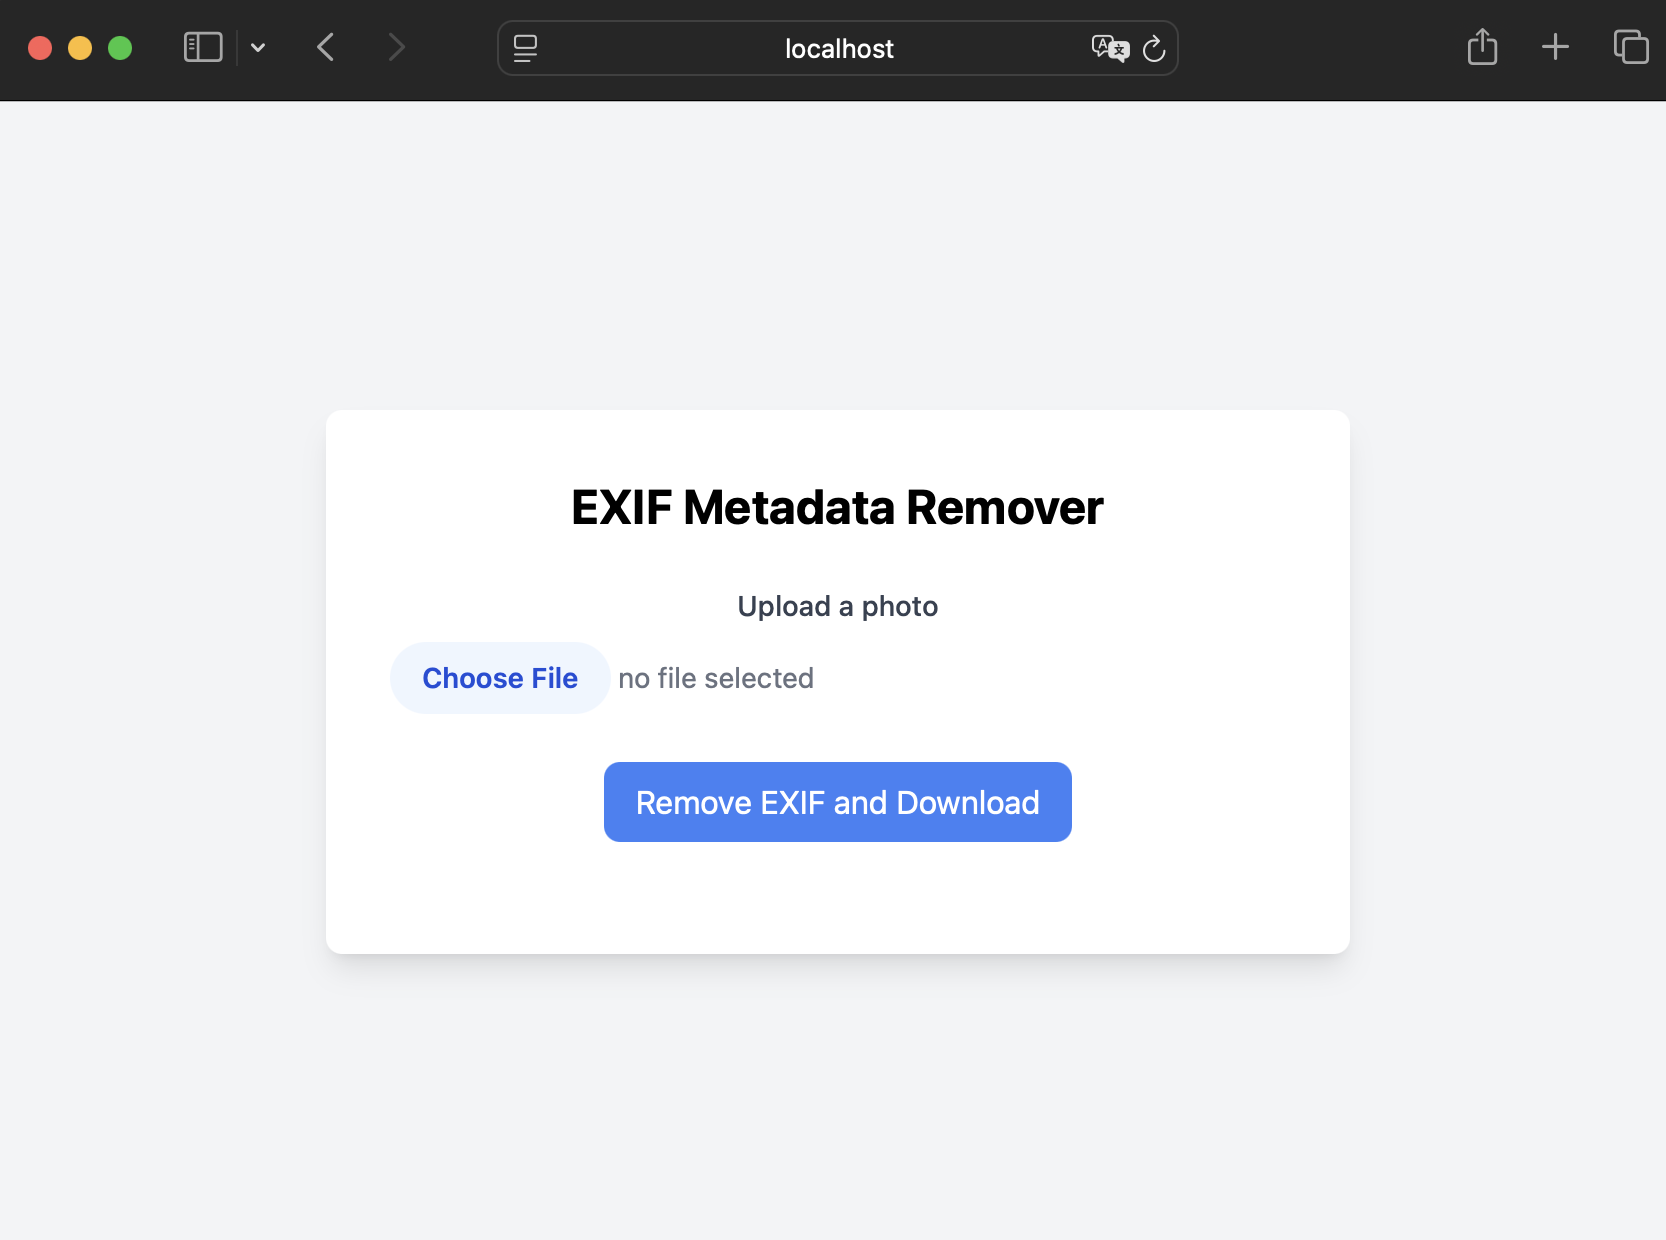 localhost
EXIF Metadata Remover
Upload a photo
Choose File no file selected
Remove EXIF and Download